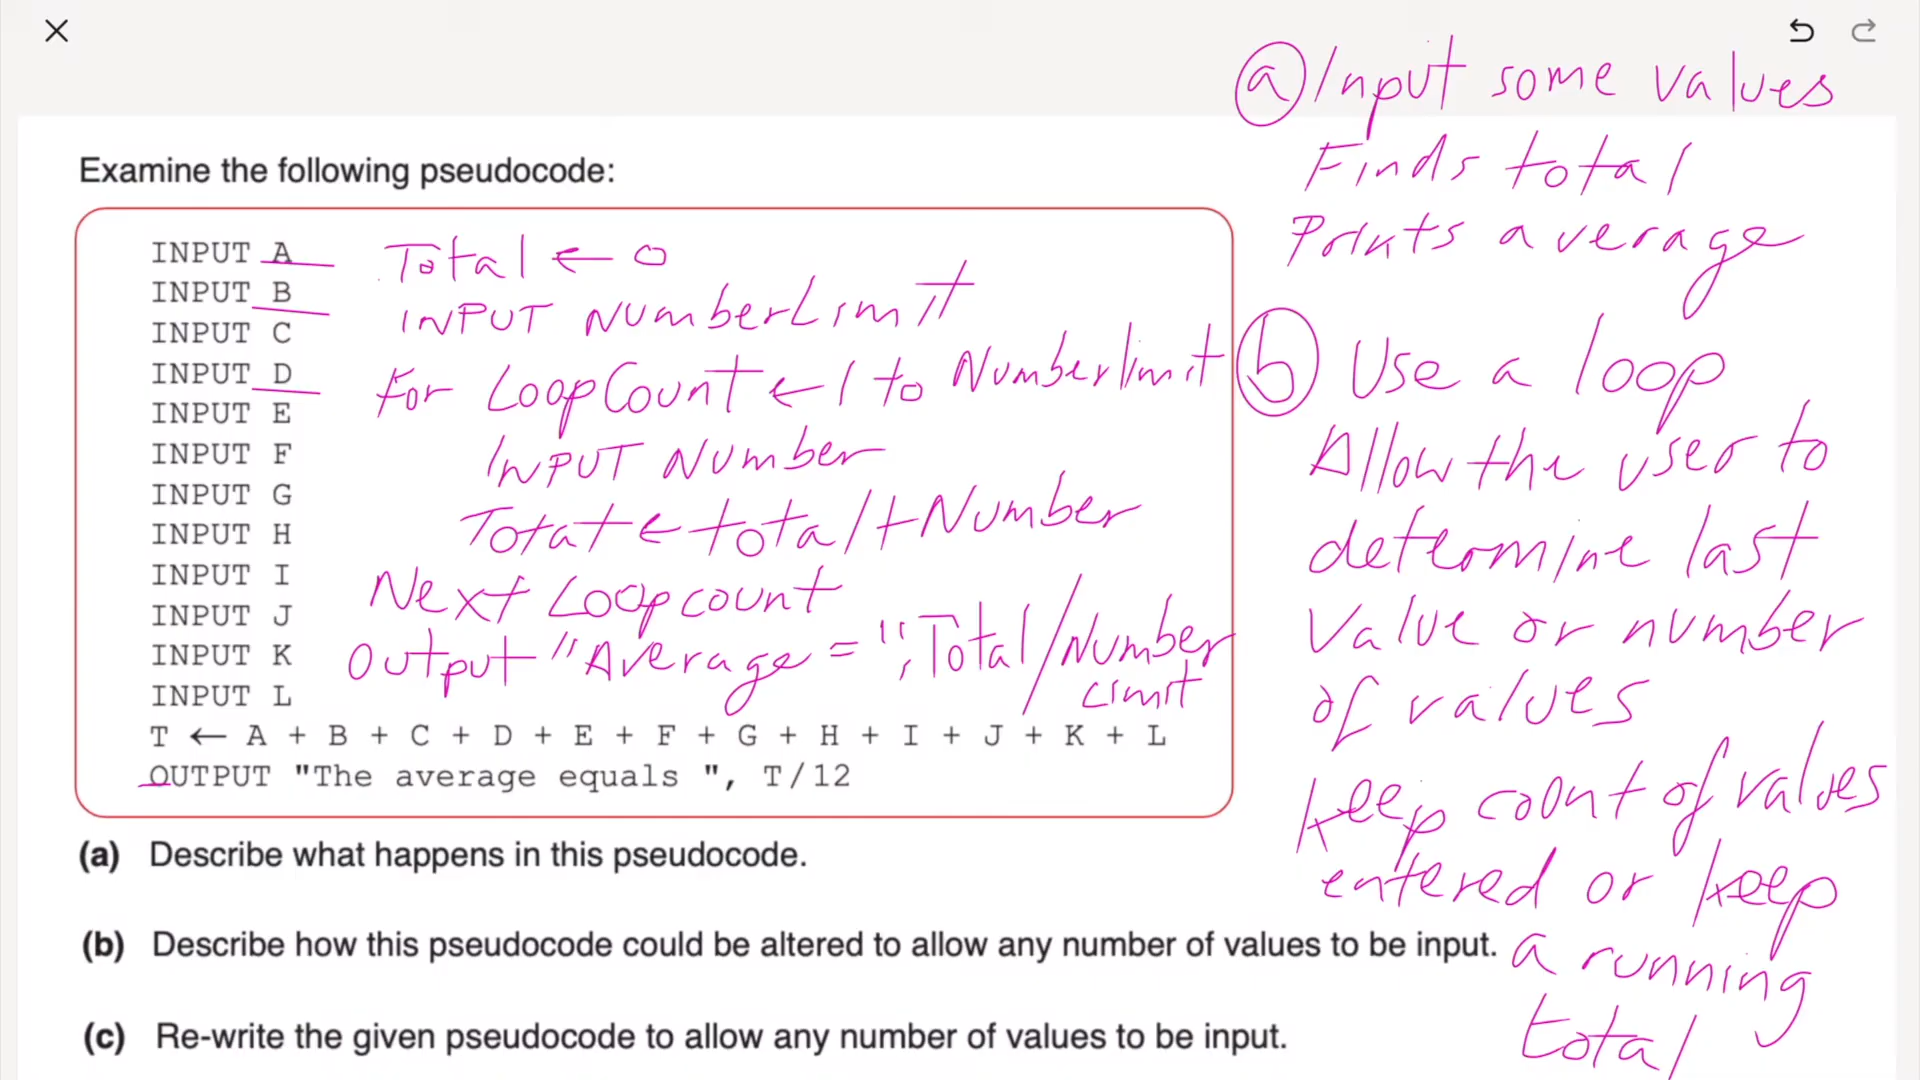 ⓐ Input some values
Finds total
Prints average
Examine the following pseudocode:
INPUT A
INPUT B
INPUT C
INPUT D
INPUT E
INPUT F
INPUT G
INPUT H
INPUT I
INPUT J
INPUT K
INPUT L
T ← A + B + C + D + E + F + G + H + I + J + K + L
OUTPUT "The average equals ", T/12
Total ← 0
INPUT NumberLimit
For LoopCount ← 1 to Numberlimit
INPUT Number
Total ← total + Number
Next Loopcount
Output "Average = ", Total/Number
Limit
ⓑ Use a loop
Allow the user to
determine last
Value or number
of values
keep count of values
entered or keep
a running
total
(a) Describe what happens in this pseudocode.
(b) Describe how this pseudocode could be altered to allow any number of values to be input.
(c) Re-write the given pseudocode to allow any number of values to be input.